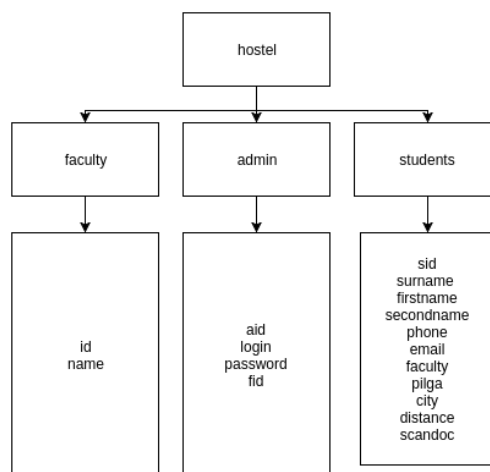 hostel
faculty
admin
students
id
name
aid
login
password
fid
sid
surname
firstname
secondname
phone
email
faculty
pilga
city
distance
scandoc